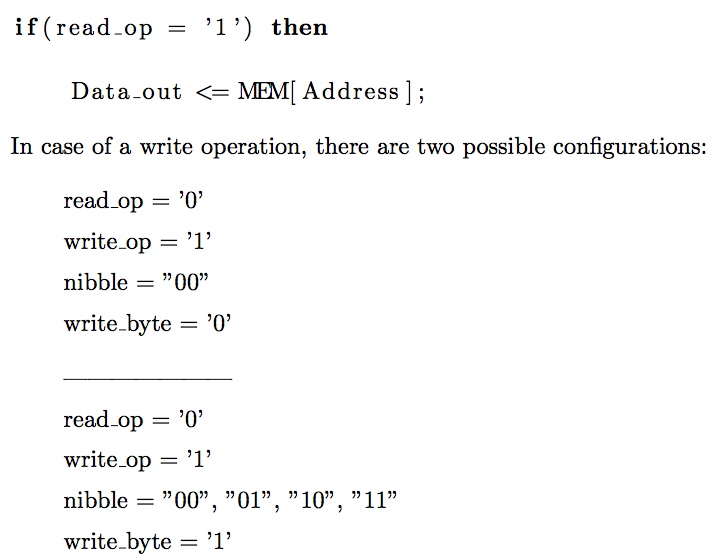 if(read_op = '1') then
Data_out <= MEM[Address];
In case of a write operation, there are two possible configurations:
read_op = ’0’
write_op = ’1’
nibble = ”00”
write_byte = ’0’
read_op = ’0’
write_op = ’1’
nibble = ”00”, ”01”, ”10”, ”11”
write_byte = ’1’